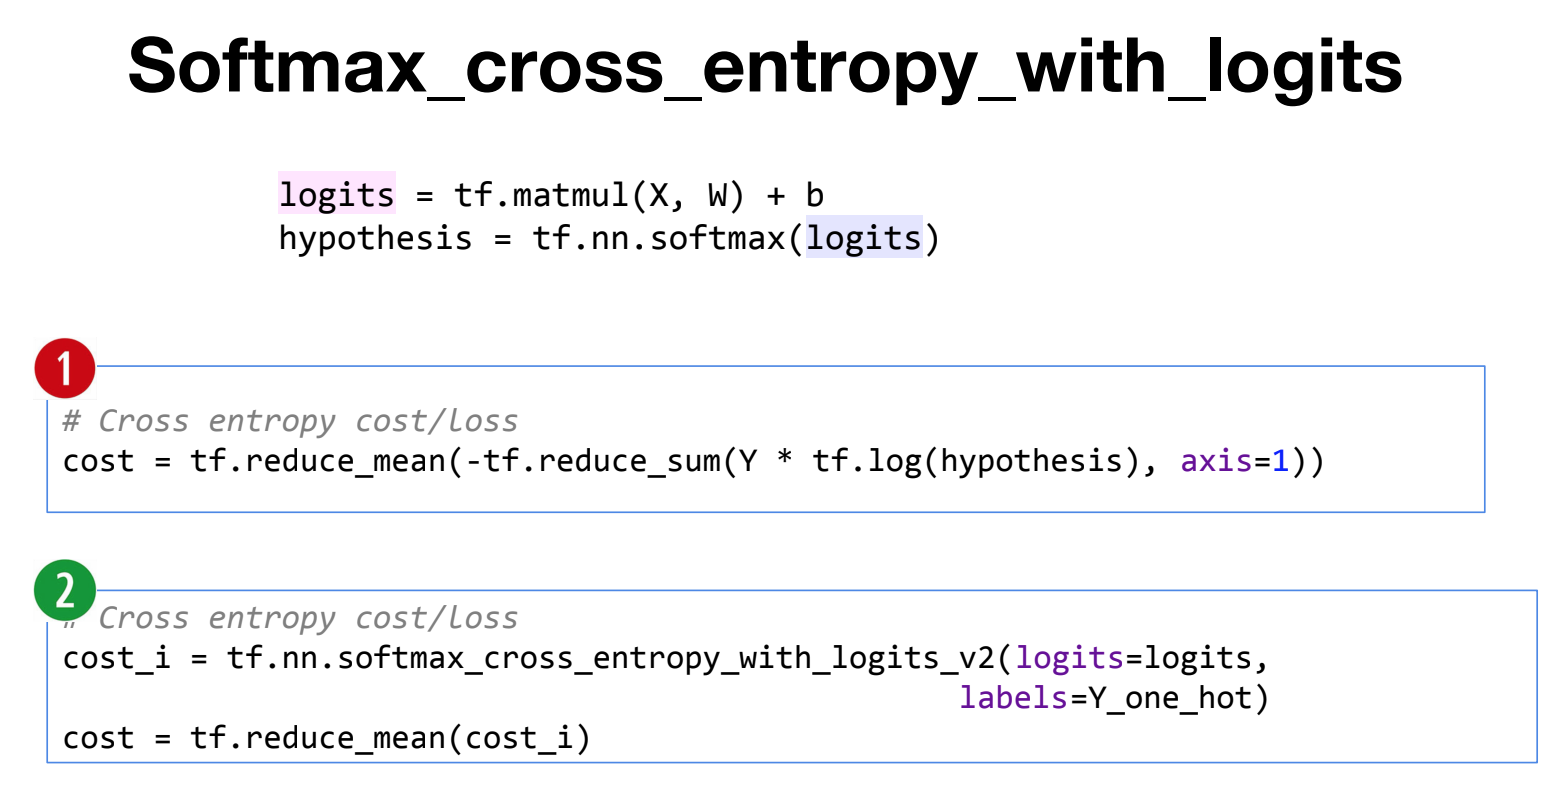 Softmax_cross_entropy_with_logits
logits = tf.matmul(X, W) + b
hypothesis = tf.nn.softmax(logits)
1
# Cross entropy cost/loss
cost = tf.reduce_mean(-tf.reduce_sum(Y * tf.log(hypothesis), axis=1))
2
# Cross entropy cost/loss
cost_i = tf.nn.softmax_cross_entropy_with_logits_v2(logits=logits,
labels=Y_one_hot)
cost = tf.reduce_mean(cost_i)